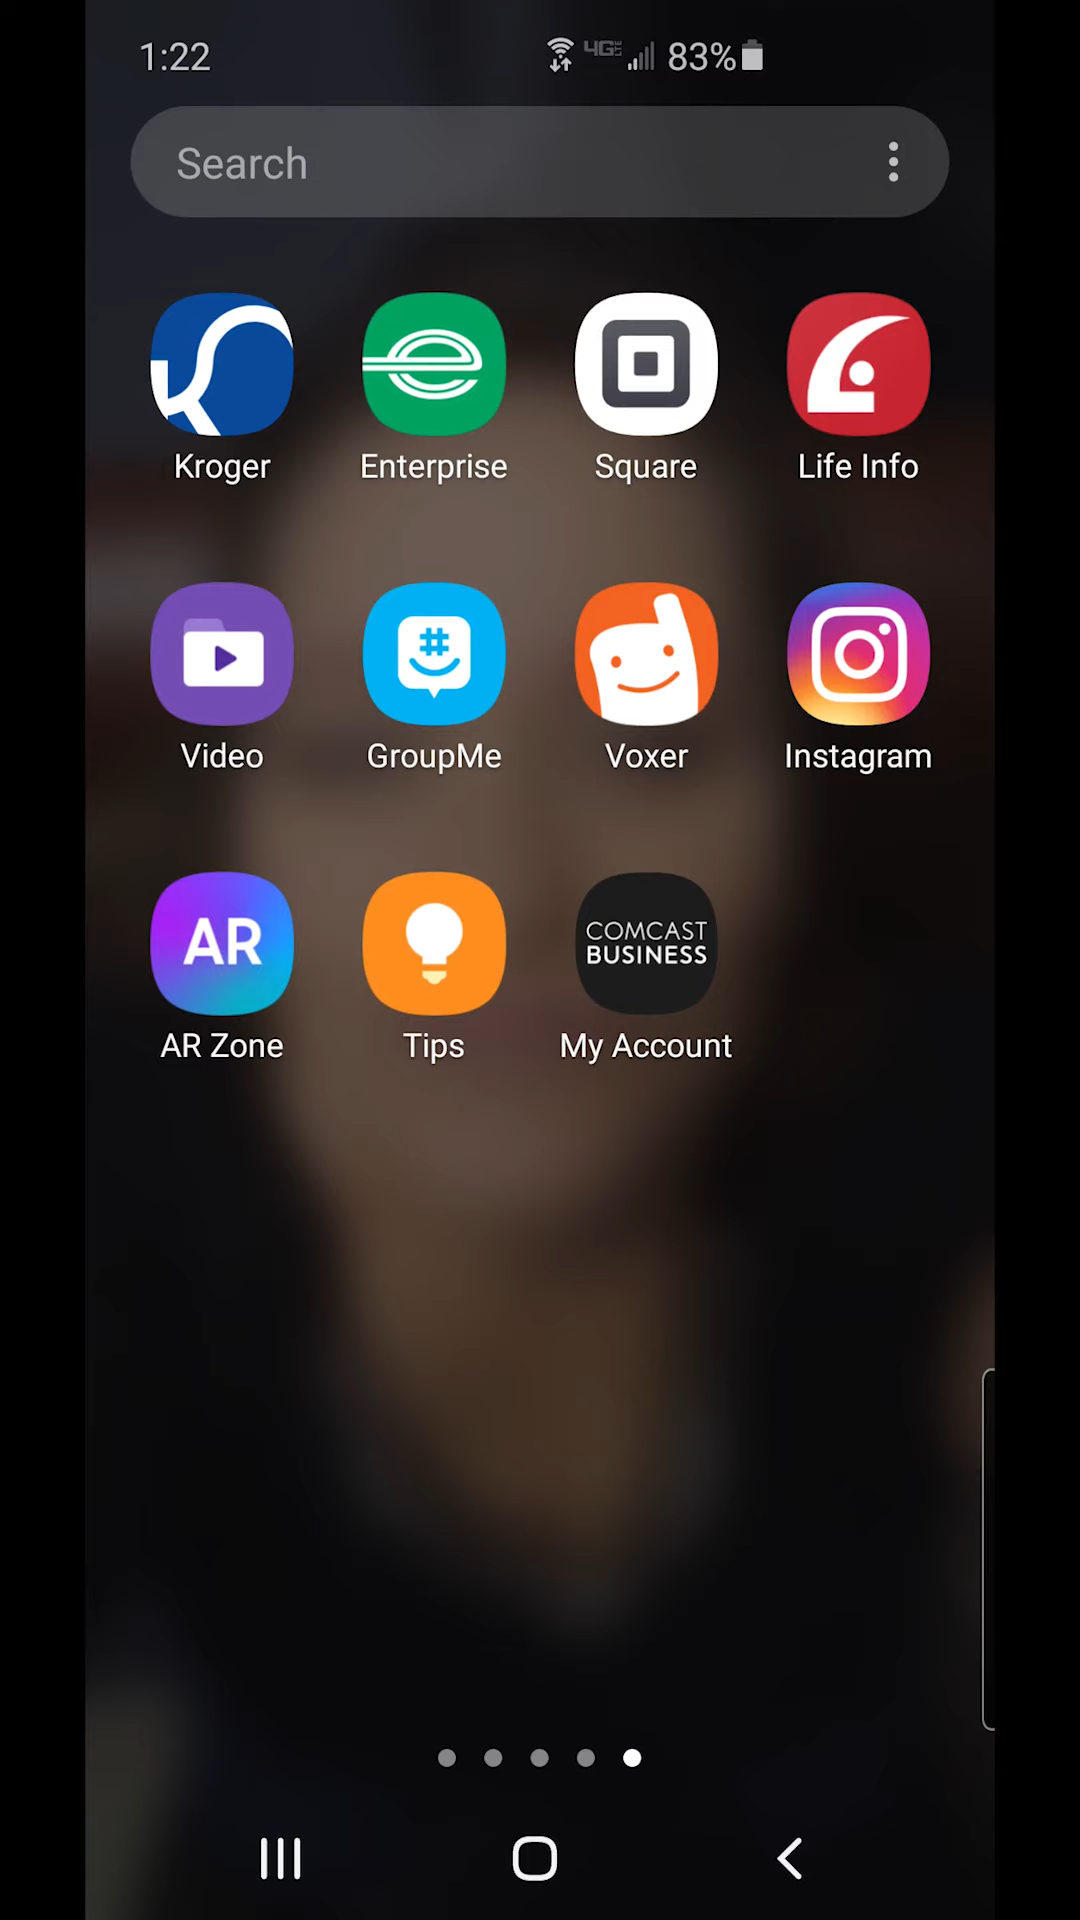 1:22 4G LTE 83%
Search
Kroger Enterprise Square Life Info
#
Video GroupMe Voxer Instagram
AR
COMCAST
BUSINESS
AR Zone Tips My Account